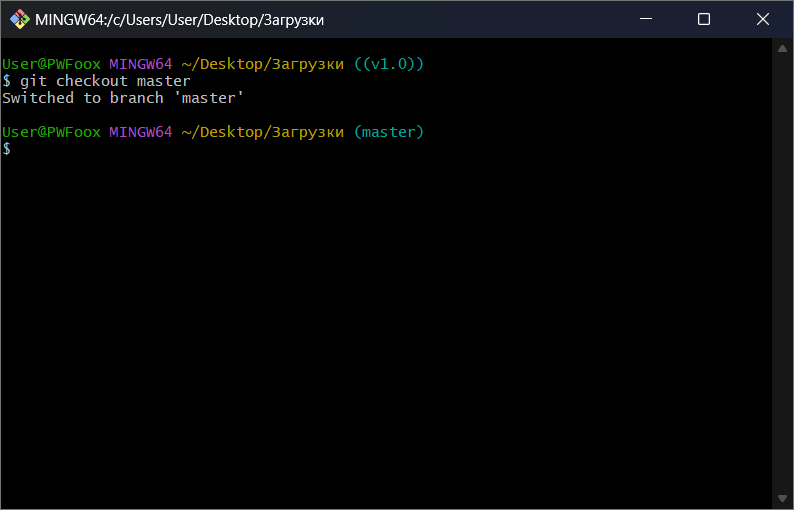 MINGW64:/c/Users/User/Desktop/Загрузки
User@PWFoox MINGW64 ~/Desktop/Загрузки ((v1.0))
$ git checkout master
Switched to branch 'master'
User@PWFoox MINGW64 ~/Desktop/Загрузки (master)
$